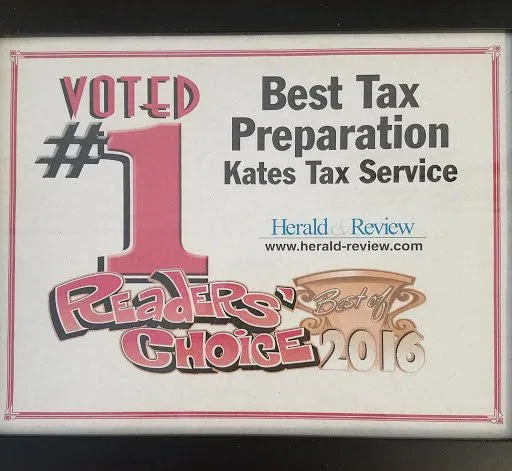 VOTED
#1
Best Tax
Preparation
Kates Tax Service
Herald & Review
www.herald-review.com
READERS'
CHOICE
Best of
2016